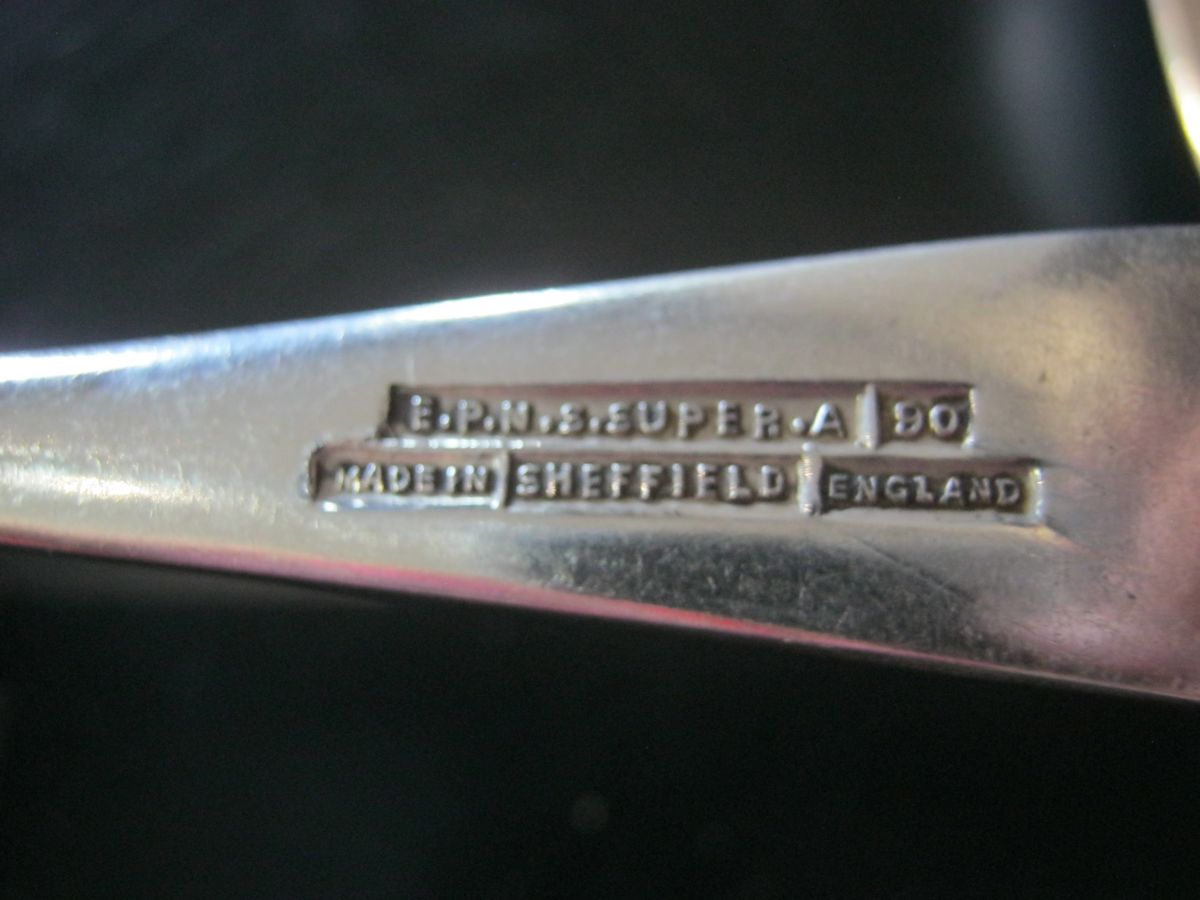 E.P.N.S.SUPER.A 90
MADE IN SHEFFIELD ENGLAND